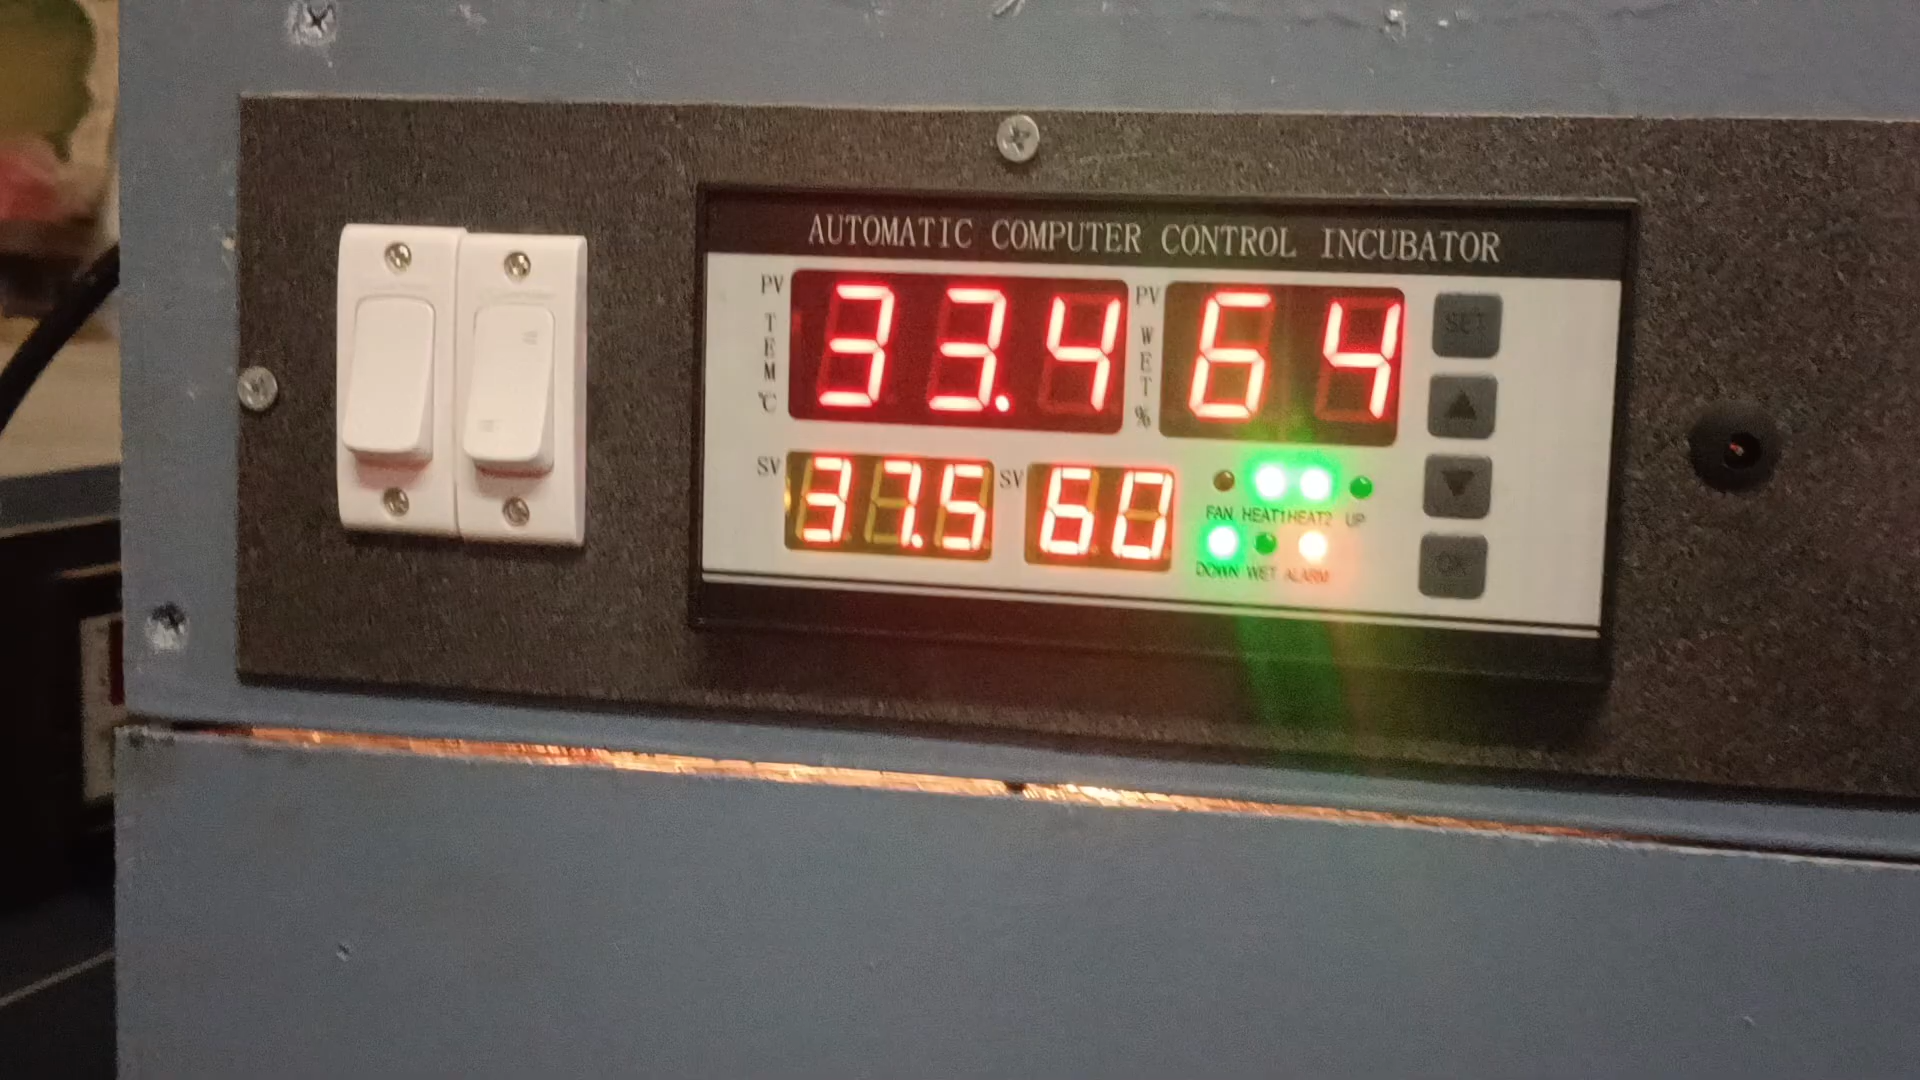 AUTOMATIC COMPUTER CONTROL INCUBATOR
PV TEM ℃ 33.4 PV WET % 64 SET
SV 37.5 SV 60
FAN HEAT1 HEAT2 UP
DOWN WET ALARM OK